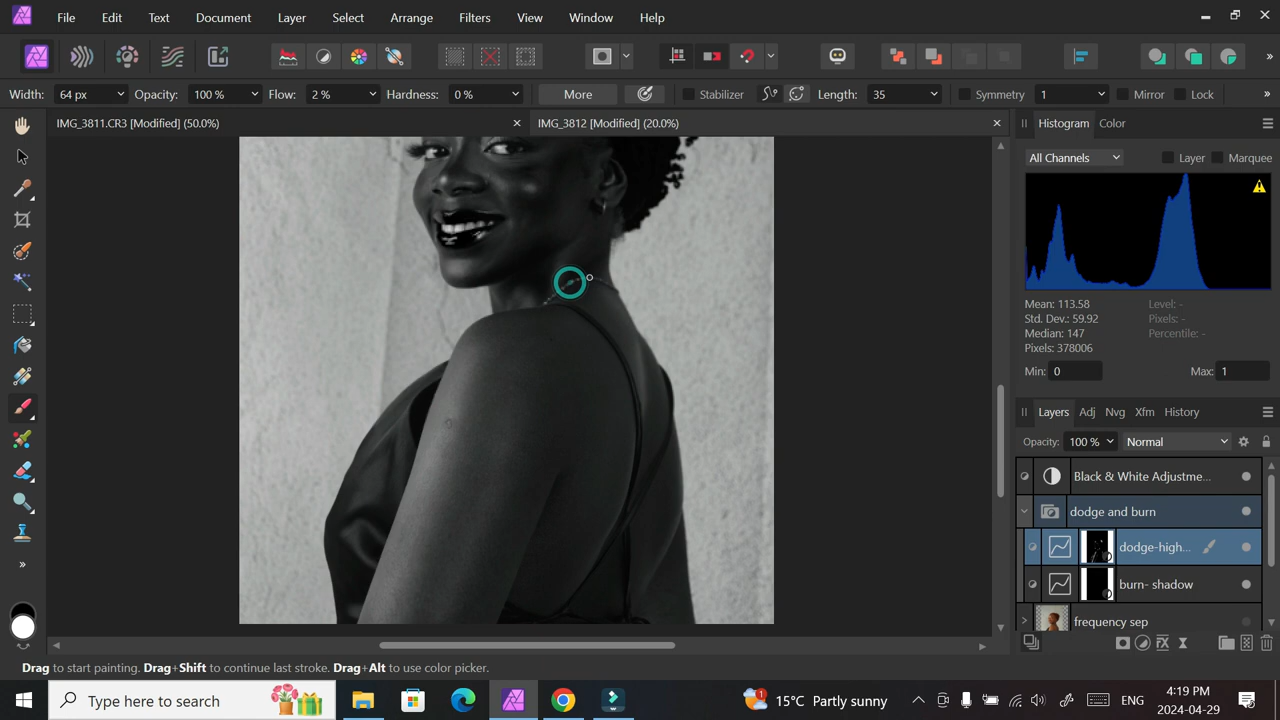 File Edit Text Document Layer Select Arrange Filters View Window Help
Width: 64 px Opacity: 100 % Flow: 2 % Hardness: 0 % More Stabilizer Length: 35 Symmetry 1 Mirror Lock
IMG_3811.CR3 [Modified] (50.0%) IMG_3812 [Modified] (20.0%)
Histogram Color
All Channels Layer Marquee
Mean: 113.58 Level: -
Std. Dev.: 59.92 Pixels: -
Median: 147 Percentile: -
Pixels: 378006
Min: 0 Max: 1
Layers Adj Nvg Xfm History
Opacity: 100 % Normal
Black & White Adjustme...
dodge and burn
dodge-high...
burn- shadow
frequency sep
Drag to start painting. Drag+Shift to continue last stroke. Drag+Alt to use color picker.
Type here to search 1 15°C Partly sunny ENG 4:19 PM 2024-04-29 1